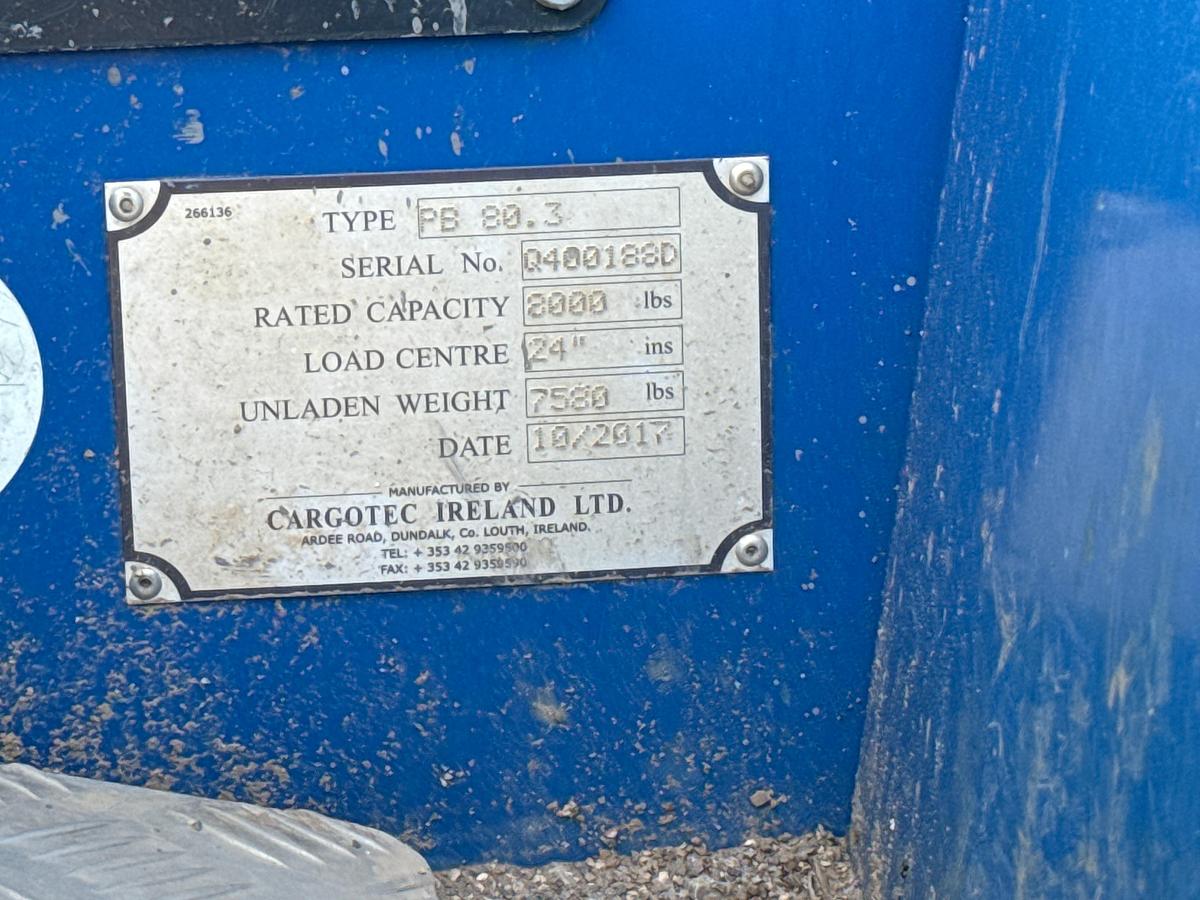 266136
TYPE PB 80.3
SERIAL No. Q400188D
RATED CAPACITY 8000 lbs
LOAD CENTRE 24" ins
UNLADEN WEIGHT 7580 lbs
DATE 10/2017
MANUFACTURED BY
CARGOTEC IRELAND LTD.
ARDEE ROAD, DUNDALK, Co. LOUTH, IRELAND.
TEL: + 353 42 9359500
FAX: + 353 42 9359590